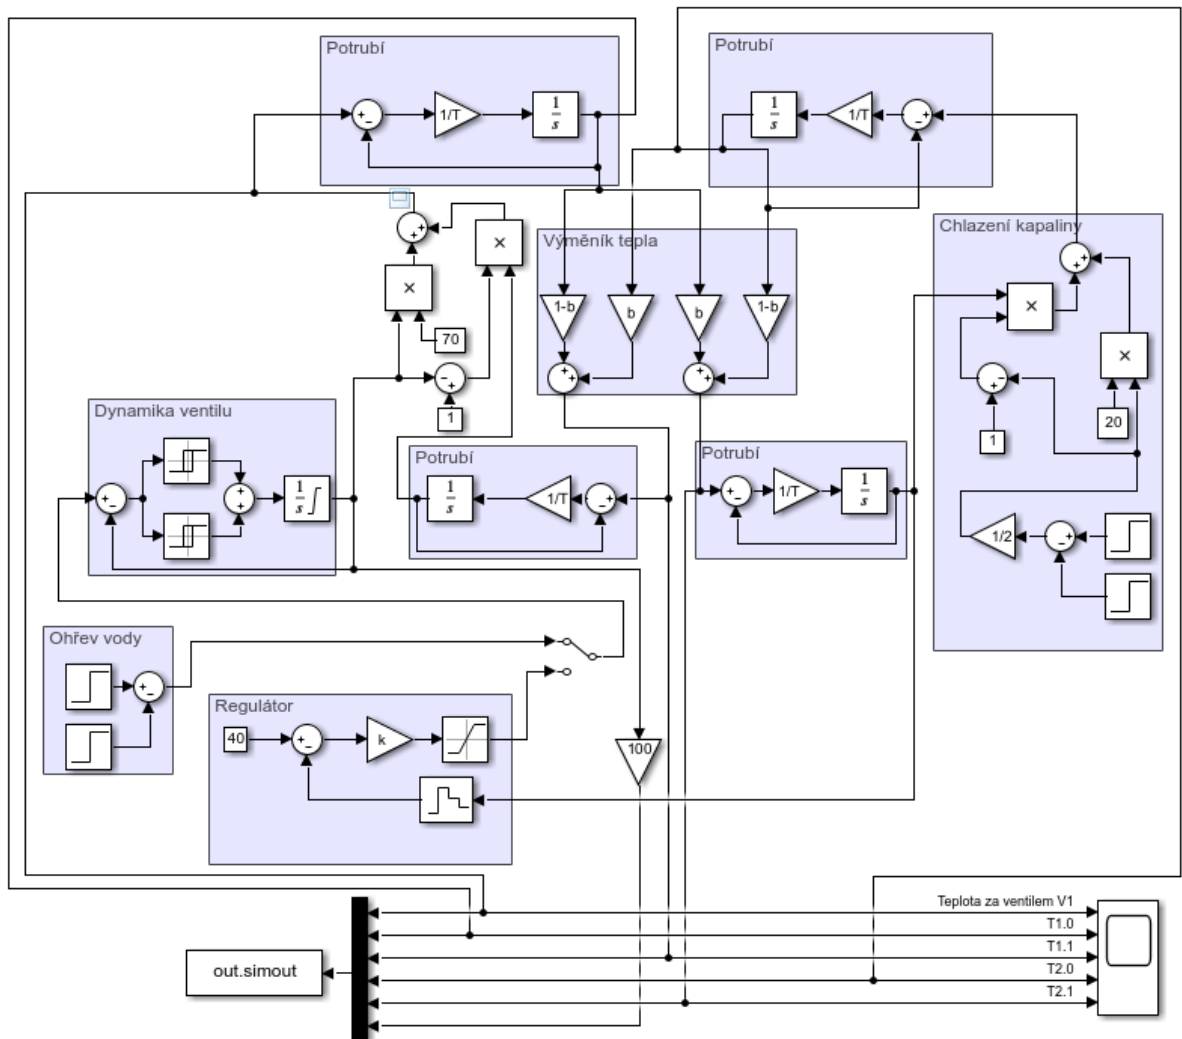 Potrubí
1/T
1
s
Potrubí
1
s
1/T
Chlazení kapaliny
×
×
70
1
Výměník tepla
1-b
b
b
1-b
×
×
20
1
1/2
Dynamika ventilu
1
s
Potrubí
1
s
1/T
Potrubí
1/T
1
s
Ohřev vody
Regulátor
40
k
100
Teplota za ventilem V1
T1.0
T1.1
T2.0
T2.1
out.simout